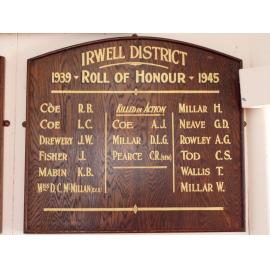 IRWELL DISTRICT
1939 - ROLL OF HONOUR - 1945
COE R.B.
COE L.C.
DREWERY J.W.
FISHER J.
MABIN K.B.
D.C. McMILLAN
KILLED IN ACTION
COE A.J.
MILLAR D.L.G.
PEARCE C.R.
MILLAR H.
NEAVE G.D.
ROWLEY A.G.
TOD C.S.
WALLIS T.
MILLAR W.